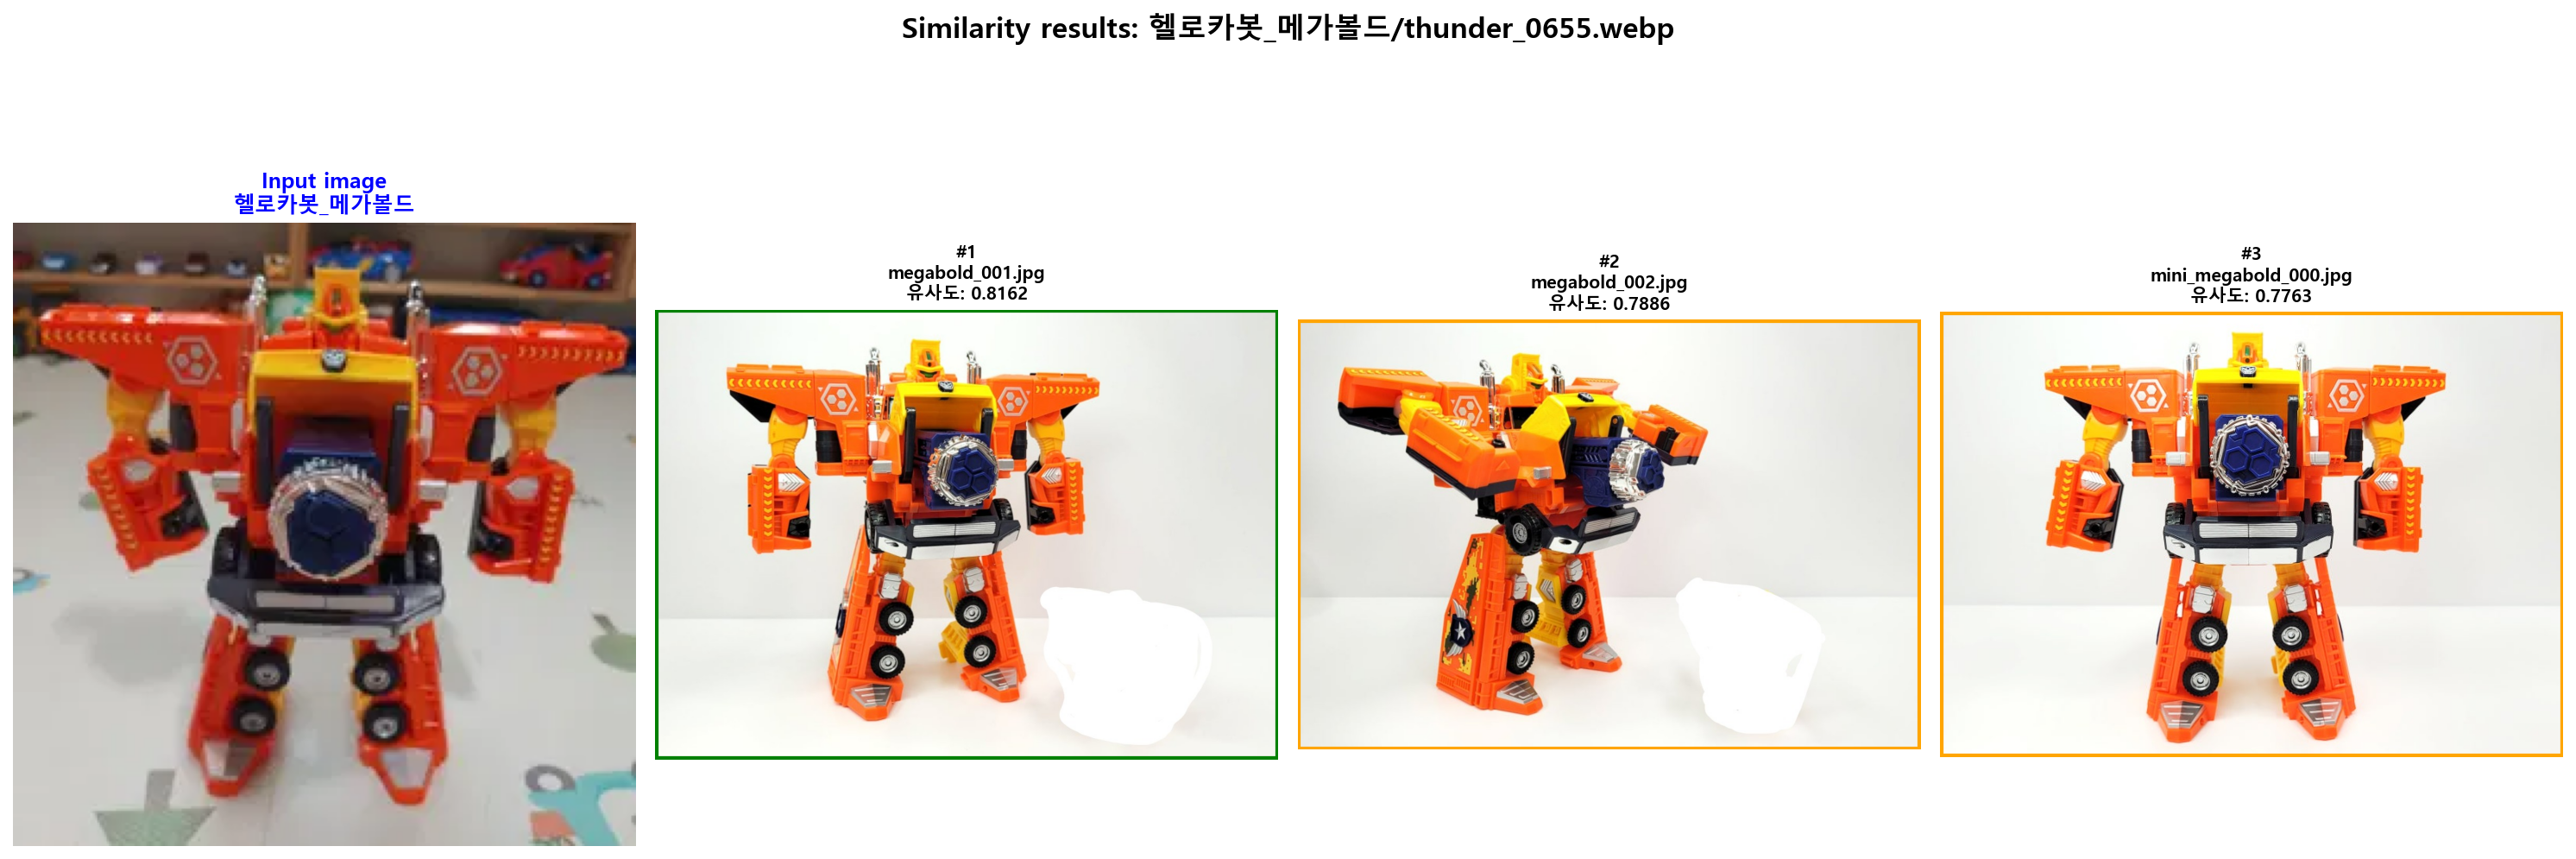 Similarity results: 헬로카봇_메가볼드/thunder_0655.webp
Input image
헬로카봇_메가볼드
#1
megabold_001.jpg
유사도: 0.8162
#2
megabold_002.jpg
유사도: 0.7886
#3
mini_megabold_000.jpg
유사도: 0.7763